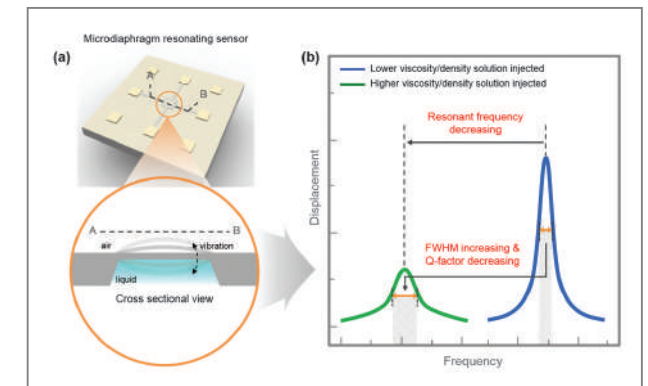 Microdiaphragm resonating sensor
(a)
A
B
A
B
air
vibration
liquid
Cross sectional view
(b)
Lower viscosity/density solution injected
Higher viscosity/density solution injected
Resonant frequency
decreasing
FWHM increasing &
Q-factor decreasing
Displacement
Frequency